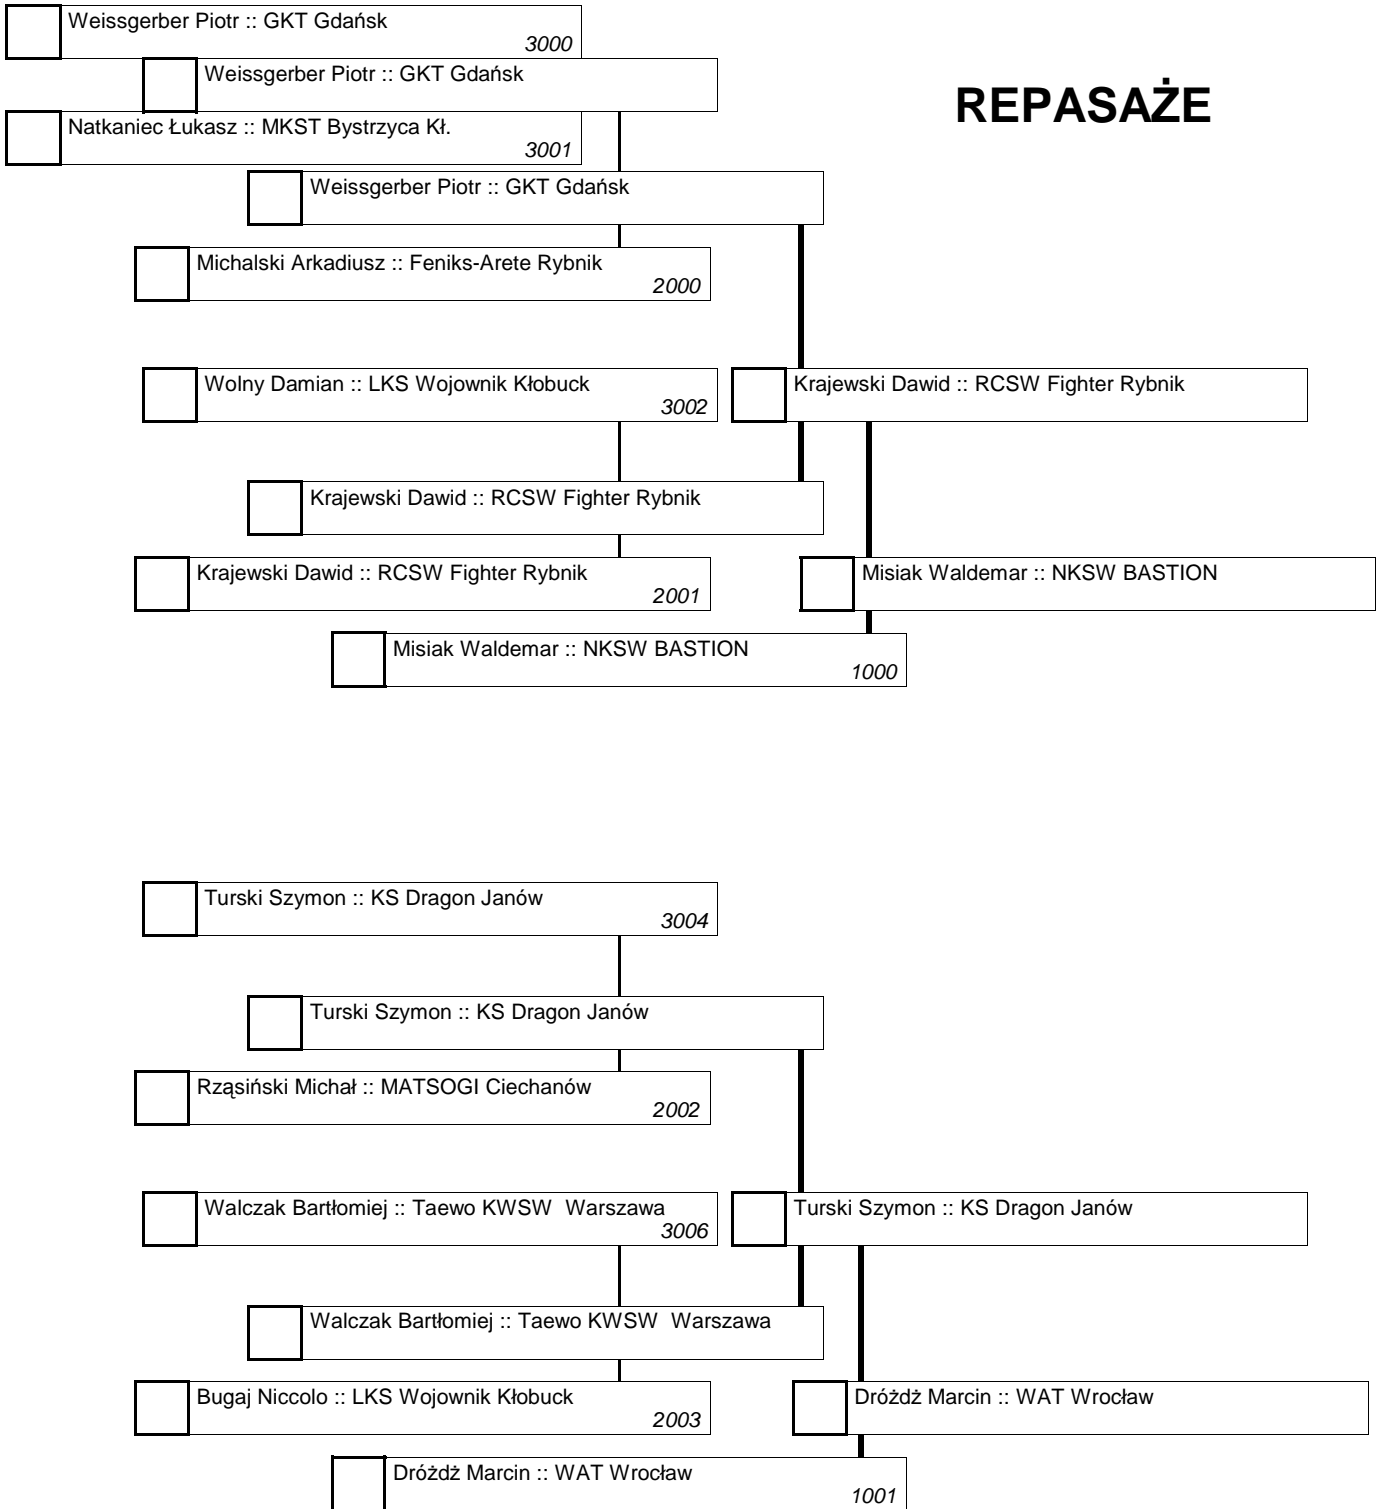 Weissgerber Piotr :: GKT Gdańsk
3000
Weissgerber Piotr :: GKT Gdańsk
REPASAŻE
Natkaniec Łukasz :: MKST Bystrzyca Kł.
3001
Weissgerber Piotr :: GKT Gdańsk
Michalski Arkadiusz :: Feniks-Arete Rybnik
2000
Wolny Damian :: LKS Wojownik Kłobuck
3002
Krajewski Dawid :: RCSW Fighter Rybnik
Krajewski Dawid :: RCSW Fighter Rybnik
Krajewski Dawid :: RCSW Fighter Rybnik
2001
Misiak Waldemar :: NKSW BASTION
Misiak Waldemar :: NKSW BASTION
1000
Turski Szymon :: KS Dragon Janów
3004
Turski Szymon :: KS Dragon Janów
Rząsiński Michał :: MATSOGI Ciechanów
2002
Walczak Bartłomiej :: Taewo KWSW  Warszawa
3006
Turski Szymon :: KS Dragon Janów
Walczak Bartłomiej :: Taewo KWSW  Warszawa
Bugaj Niccolo :: LKS Wojownik Kłobuck
2003
Dróżdż Marcin :: WAT Wrocław
Dróżdż Marcin :: WAT Wrocław
1001